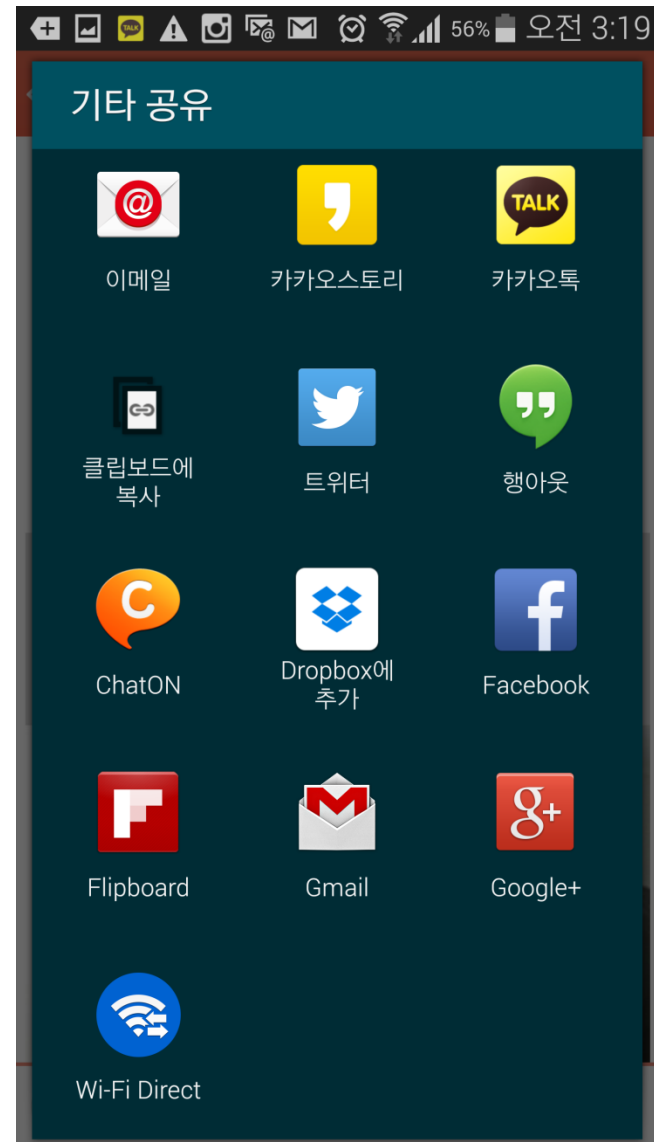 56% 오전 3:19
기타 공유
TALK
이메일 카카오스토리 카카오톡
클립보드에
복사
트위터 행아웃
ChatON
Dropbox에
추가
Facebook
Flipboard Gmail Google+
Wi-Fi Direct